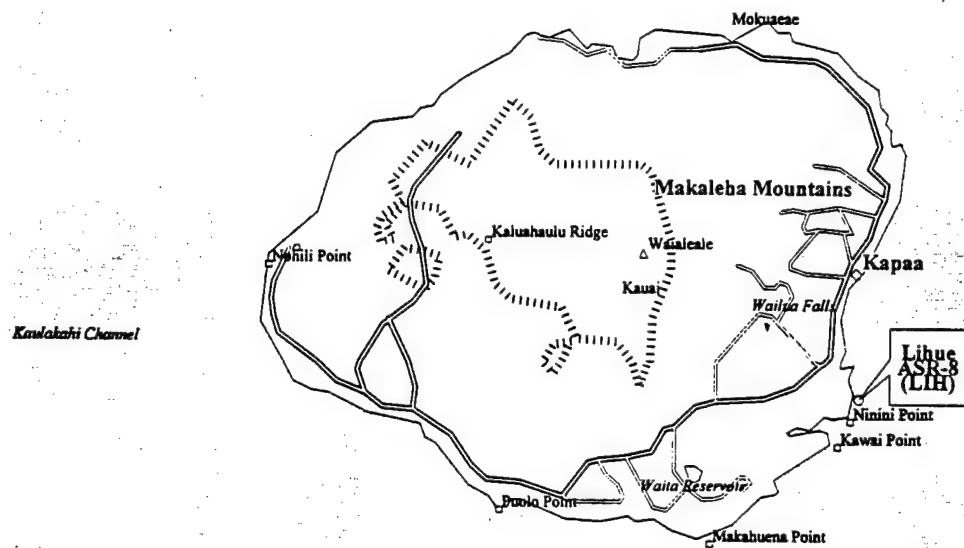 Mokuaeae
Makaleha Mountains
Kaluahaulu Ridge
Waialeale
Nohili Point
Kapaa
Kauai
Wailua Falls
Kaulakahi Channel
Lihue
ASR-8
(LIH)
Ninini Point
Kawai Point
Waita Reservoir
Puolo Point
Makahuena Point